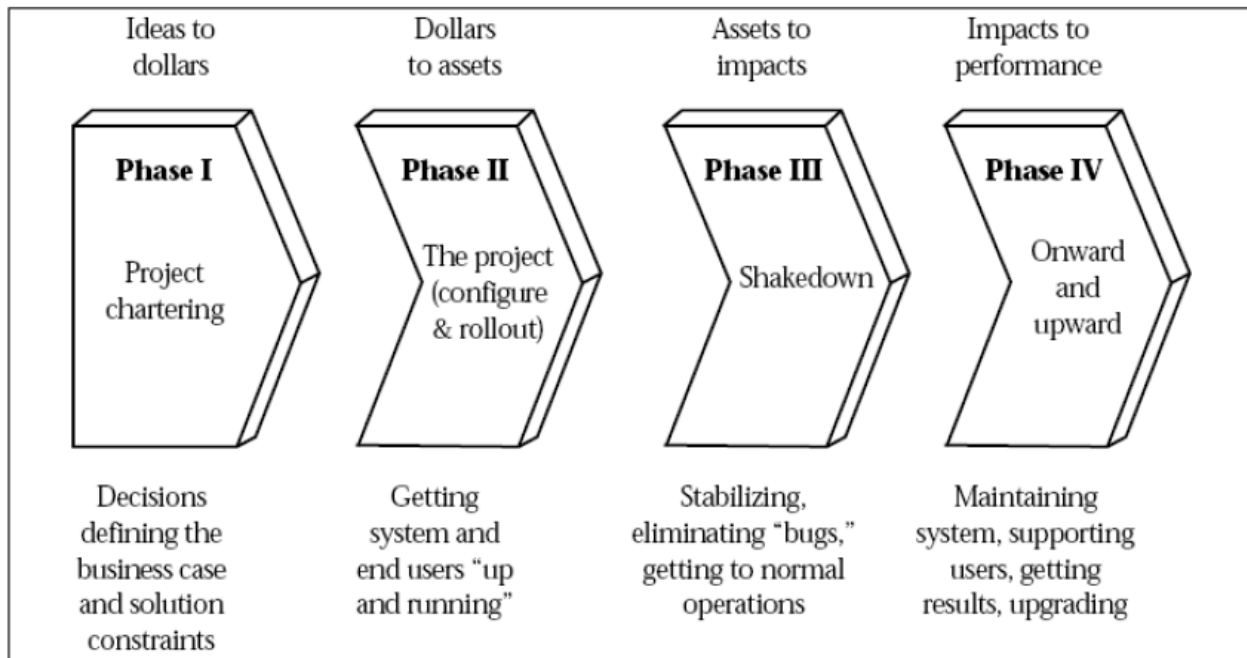 Ideas to
dollars
Dollars
to assets
Assets to
impacts
Impacts to
performance
Phase I
Project
chartering
Phase II
The project
(configure
& rollout)
Phase III
Shakedown
Phase IV
Onward
and
upward
Decisions
defining the
business case
and solution
constraints
Getting
system and
end users “up
and running”
Stabilizing,
eliminating “bugs,”
getting to normal
operations
Maintaining
system, supporting
users, getting
results, upgrading